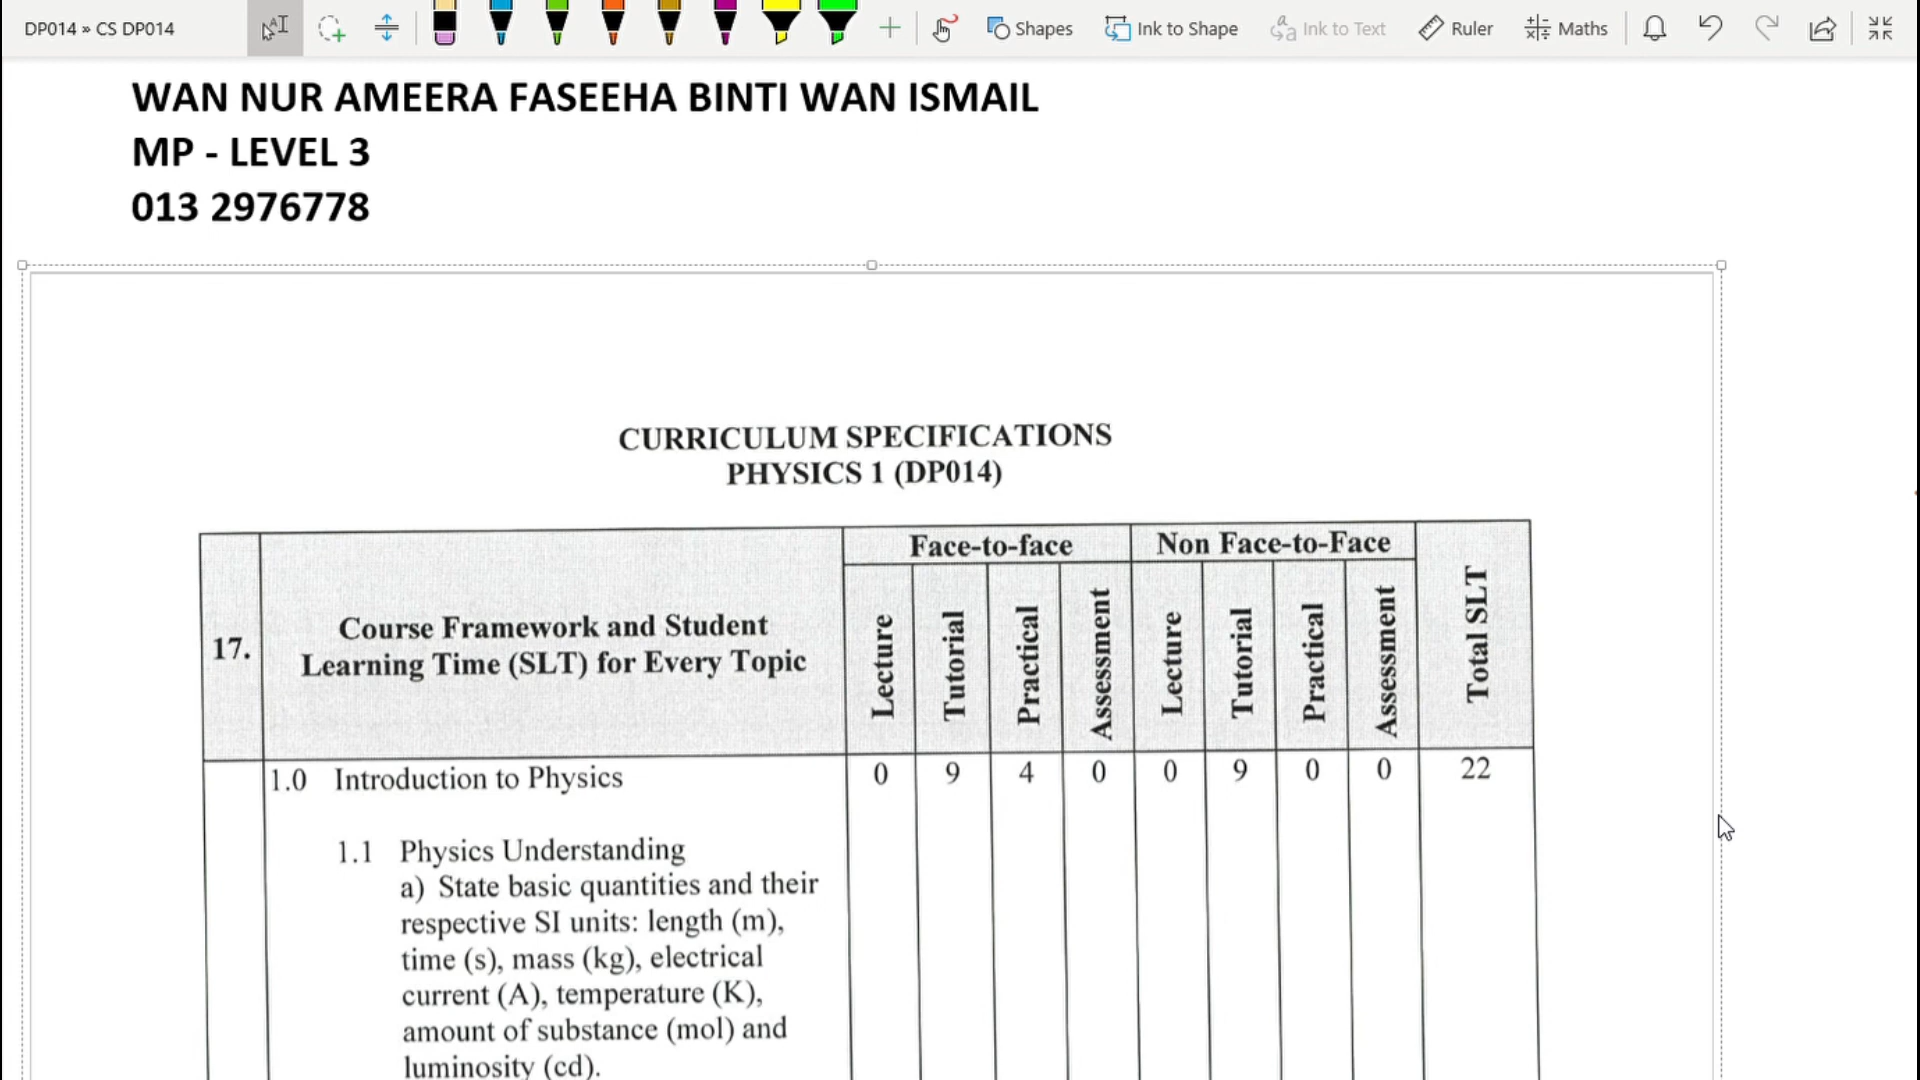 DP014 » CS DP014
Shapes
Ink to Shape
Ink to Text
Ruler
Maths
WAN NUR AMEERA FASEEHA BINTI WAN ISMAIL
MP - LEVEL 3
013 2976778
CURRICULUM SPECIFICATIONS
PHYSICS 1 (DP014)
17.
Course Framework and Student
Learning Time (SLT) for Every Topic
Face-to-face
Non Face-to-Face
Lecture
Tutorial
Practical
Assessment
Lecture
Tutorial
Practical
Assessment
Total SLT
1.0 Introduction to Physics 0 9 4 0 0 9 0 0 22
1.1 Physics Understanding
a) State basic quantities and their
respective SI units: length (m),
time (s), mass (kg), electrical
current (A), temperature (K),
amount of substance (mol) and
luminosity (cd).